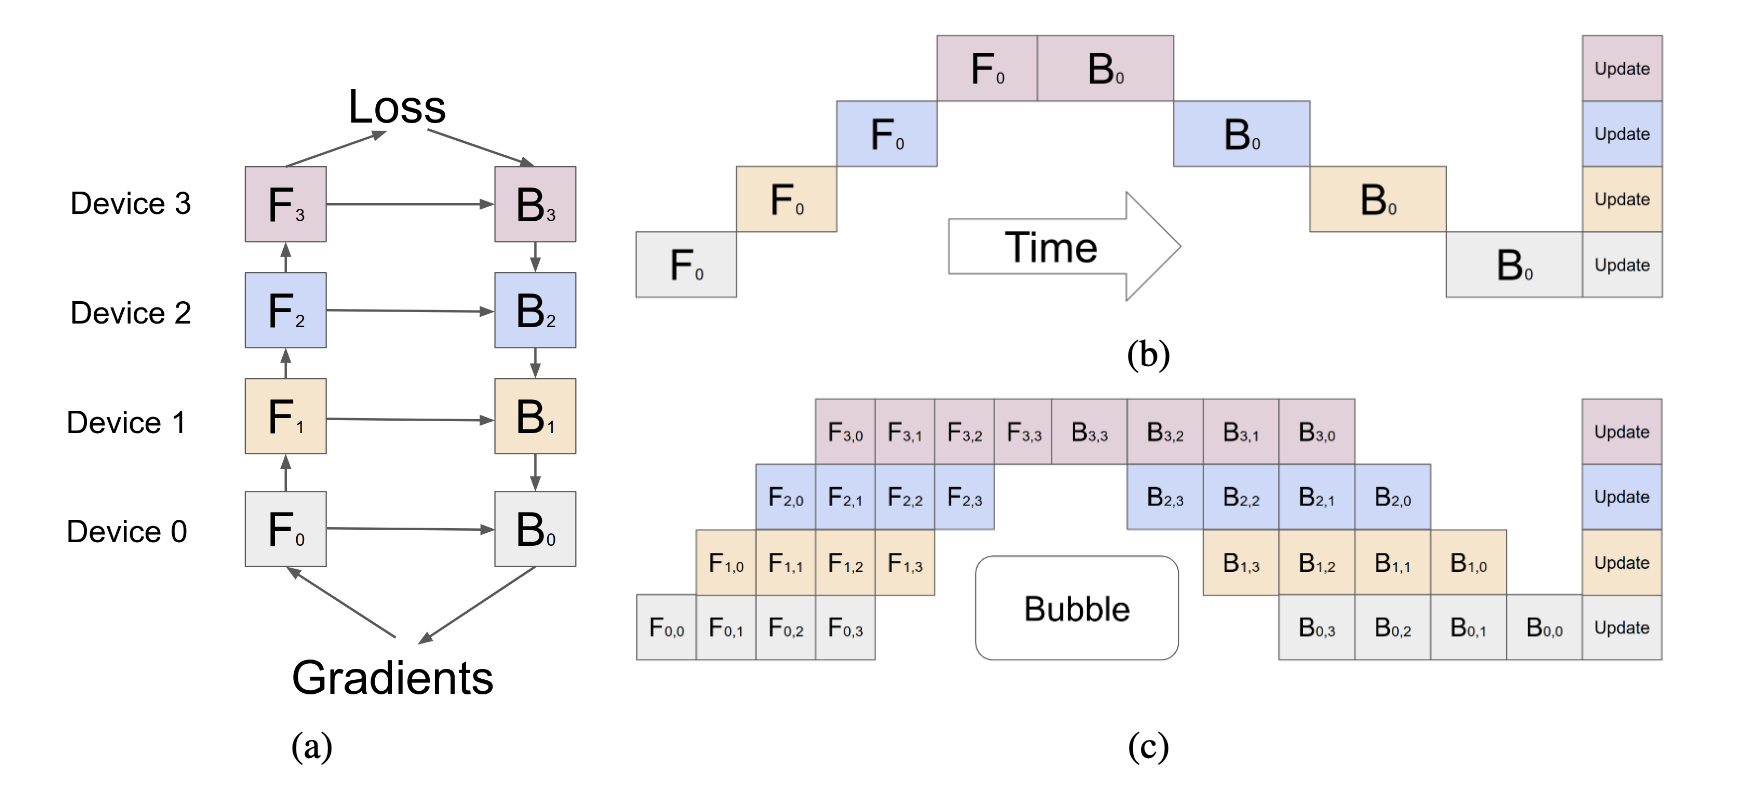 Loss
Device 3 F3 B3
Device 2 F2 B2
Device 1 F1 B1
Device 0 F0 B0
Gradients
(a)
F0 B0 Update
F0 B0 Update
F0 B0 Update
F0 B0 Update
Time
(b)
F3,0 F3,1 F3,2 F3,3 B3,3 B3,2 B3,1 B3,0 Update
F2,0 F2,1 F2,2 F2,3 B2,3 B2,2 B2,1 B2,0 Update
F1,0 F1,1 F1,2 F1,3 B1,3 B1,2 B1,1 B1,0 Update
Bubble
F0,0 F0,1 F0,2 F0,3 B0,3 B0,2 B0,1 B0,0 Update
(c)